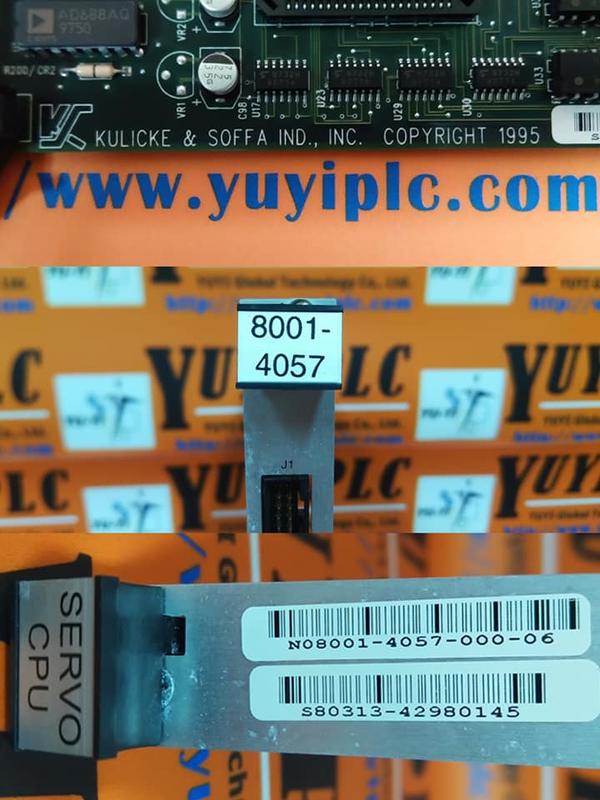 AD688AQ
9750
VR2
R200/CR2
VR1
C98
U17
U23
U29
U30
U33
KULICKE & SOFFA IND., INC. COPYRIGHT 1995
/www.yuyiplc.com
8001-
4057
YUYIPLC
J1
SERVO
CPU
N08001-4057-000-06
S80313-42980145